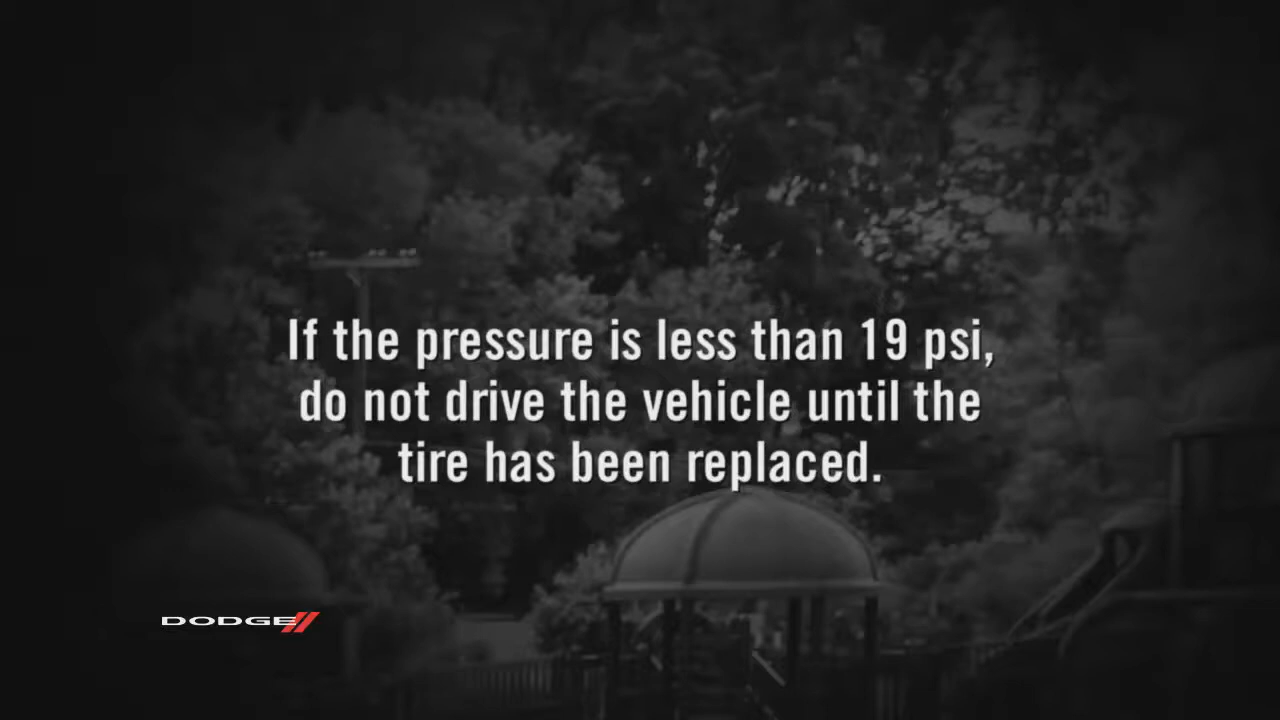 If the pressure is less than 19 psi,
do not drive the vehicle until the
tire has been replaced.
DODGE